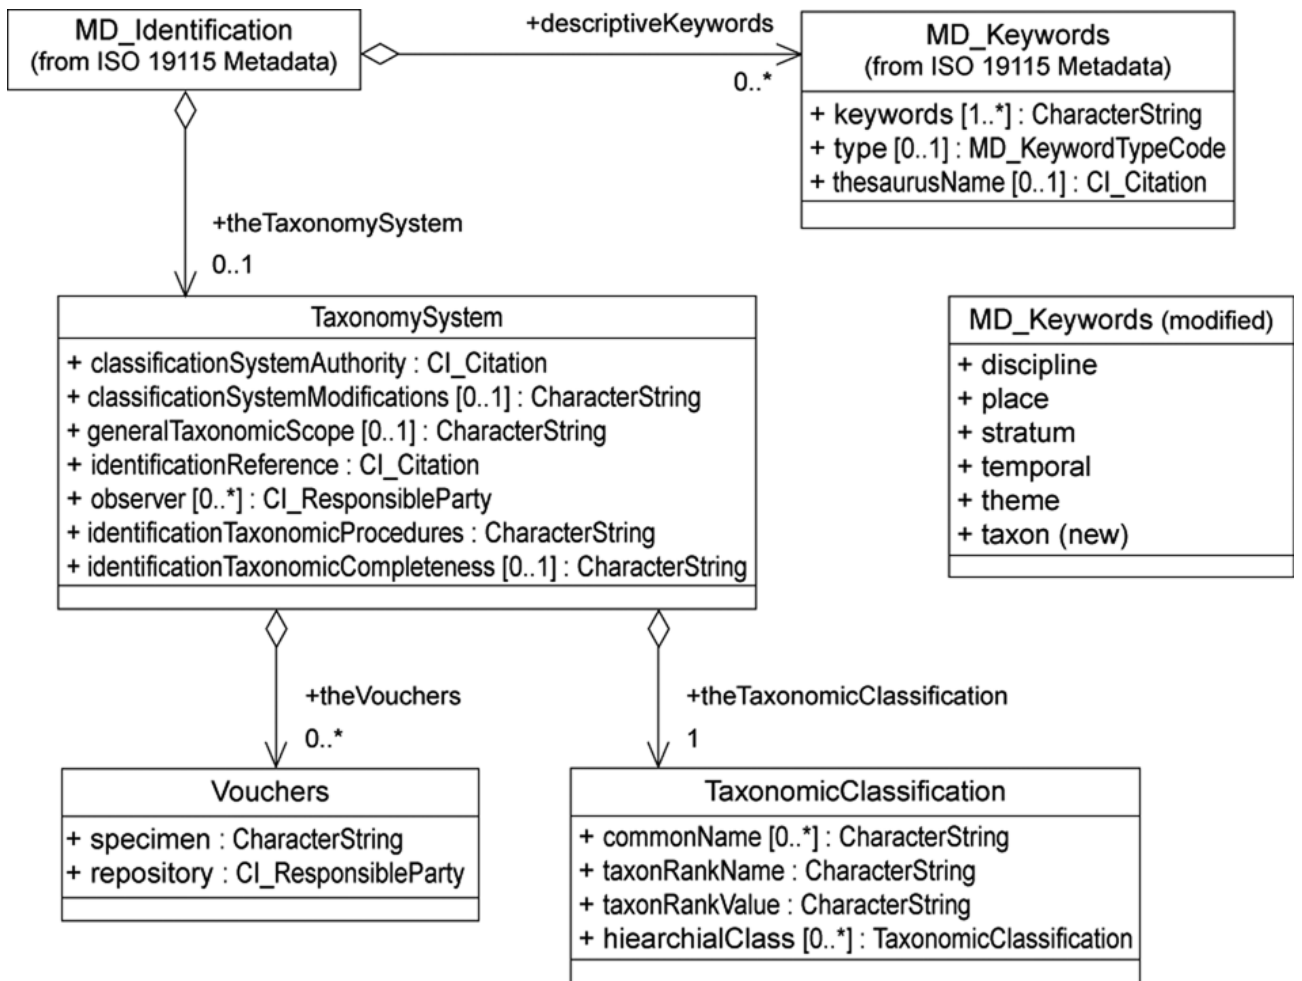 MD_Identification
(from ISO 19115 Metadata)
+descriptiveKeywords
0..*
MD_Keywords
(from ISO 19115 Metadata)
+ keywords [1..*] : CharacterString
+ type [0..1] : MD_KeywordTypeCode
+ thesaurusName [0..1] : CI_Citation
+theTaxonomySystem
0..1
TaxonomySystem
+ classificationSystemAuthority : CI_Citation
+ classificationSystemModifications [0..1] : CharacterString
+ generalTaxonomicScope [0..1] : CharacterString
+ identificationReference : CI_Citation
+ observer [0..*] : CI_ResponsibleParty
+ identificationTaxonomicProcedures : CharacterString
+ identificationTaxonomicCompleteness [0..1] : CharacterString
MD_Keywords (modified)
+ discipline
+ place
+ stratum
+ temporal
+ theme
+ taxon (new)
+theVouchers
0..*
+theTaxonomicClassification
1
Vouchers
+ specimen : CharacterString
+ repository : CI_ResponsibleParty
TaxonomicClassification
+ commonName [0..*] : CharacterString
+ taxonRankName : CharacterString
+ taxonRankValue : CharacterString
+ hiearchialClass [0..*] : TaxonomicClassification